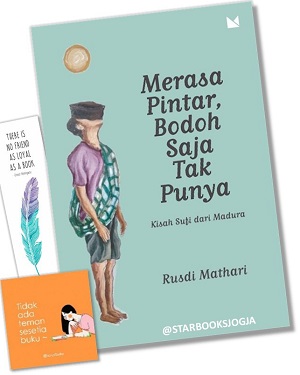 Merasa
Pintar,
Bodoh
Saja
Tak
Punya
Kisah Sufi dari Madura
Rusdi Mathari
@STARBOOKSJOGJA
THERE IS
NO FRIEND
AS LOYAL
AS A BOOK
Tidak
ada
teman
sesetia
buku -